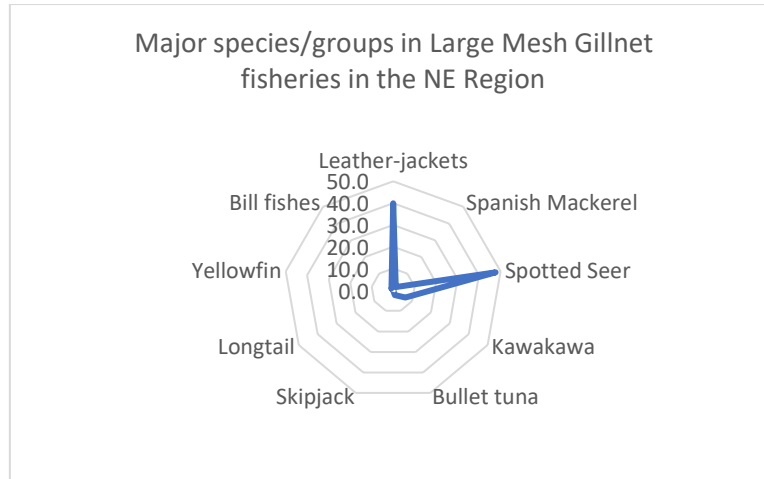 Major species/groups in Large Mesh Gillnet
fisheries in the NE Region
Leather-jackets
50.0
40.0
30.0
20.0
10.0
0.0
Spanish Mackerel
Spotted Seer
Kawakawa
Bullet tuna
Skipjack
Longtail
Yellowfin
Bill fishes